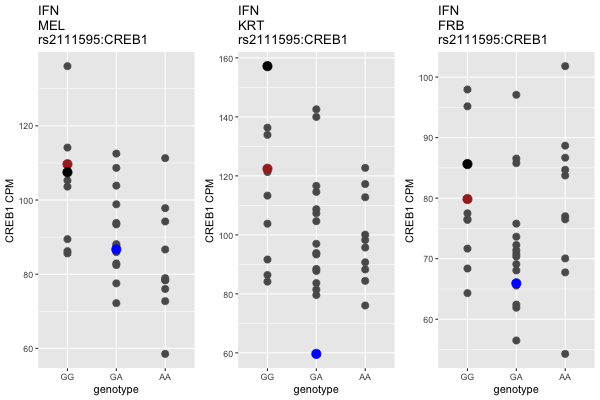 IFN
MEL
rs2111595:CREB1
CREB1 CPM
120
100
80
60
GG
GA
AA
genotype
IFN
KRT
rs2111595:CREB1
CREB1 CPM
160
140
120
100
80
60
GG
GA
AA
genotype
IFN
FRB
rs2111595:CREB1
CREB1 CPM
100
90
80
70
60
GG
GA
AA
genotype